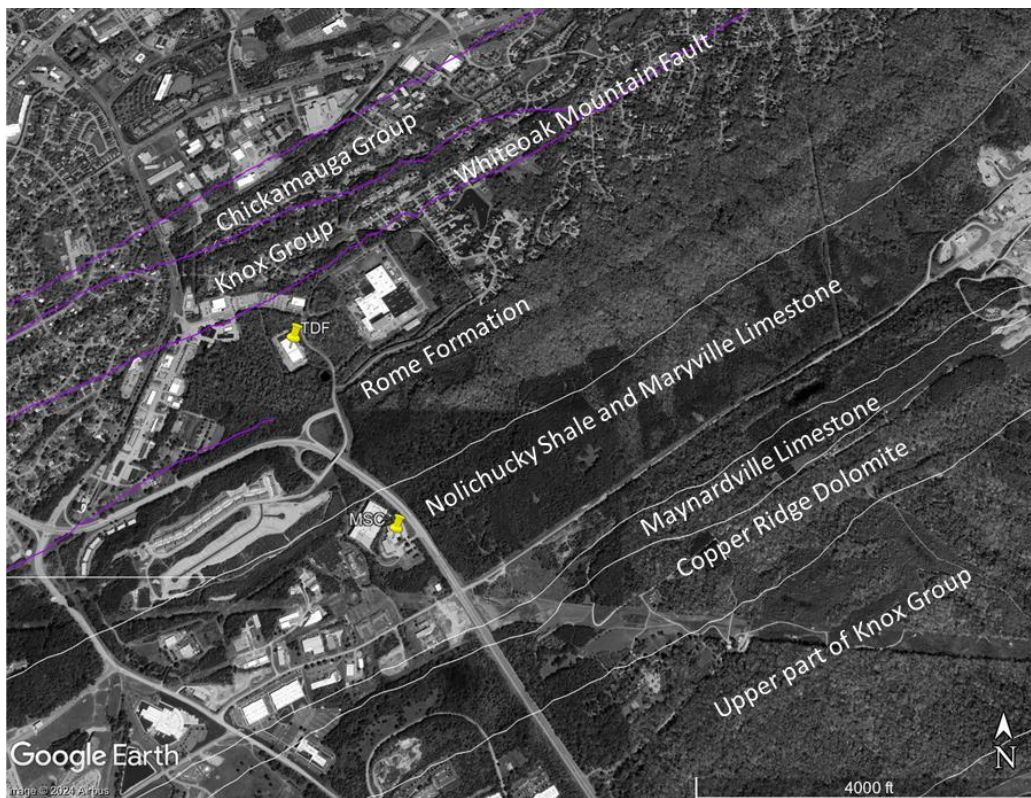 Chickamauga Group
Whiteoak Mountain Fault
Knox Group
TDF
Rome Formation
Nolichucky Shale and Maryville Limestone
MSC
Maynardville Limestone
Copper Ridge Dolomite
Upper part of Knox Group
Google Earth
Image © 2024 Airbus
N
4000 ft